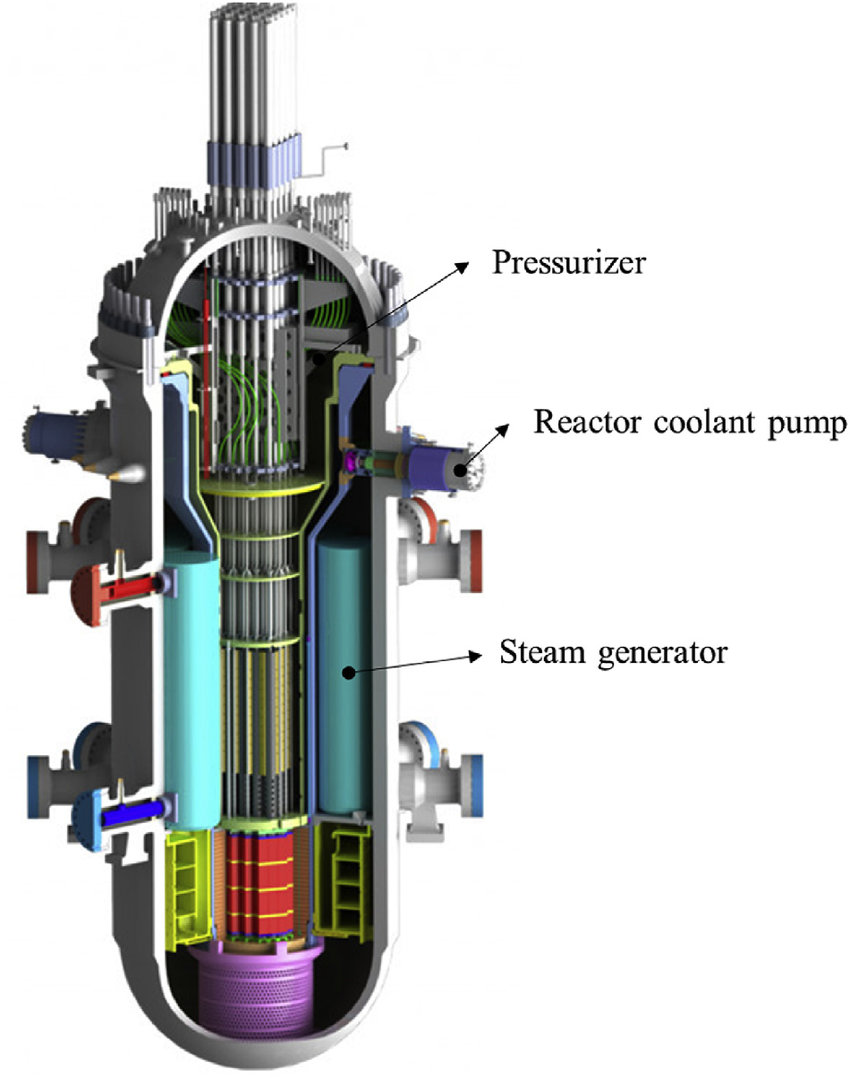 Pressurizer
Reactor coolant pump
Steam generator